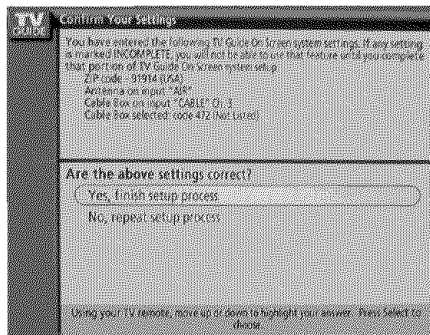 TV
GUIDE
Confirm Your Settings
You have entered the following TV Guide On Screen system settings. If any setting
is marked INCOMPLETE, you will not be able to use that feature until you complete
that portion of TV Guide On Screen system setup
ZIP code - 91914 (USA)
Antenna on input "AIR"
Cable Box on input "CABLE" Ch. 3
Cable Box selected: code 472 (Not Listed)
Are the above settings correct?
Yes, finish setup process
No, repeat setup process
Using your TV remote, move up or down to highlight your answer. Press Select to
choose.